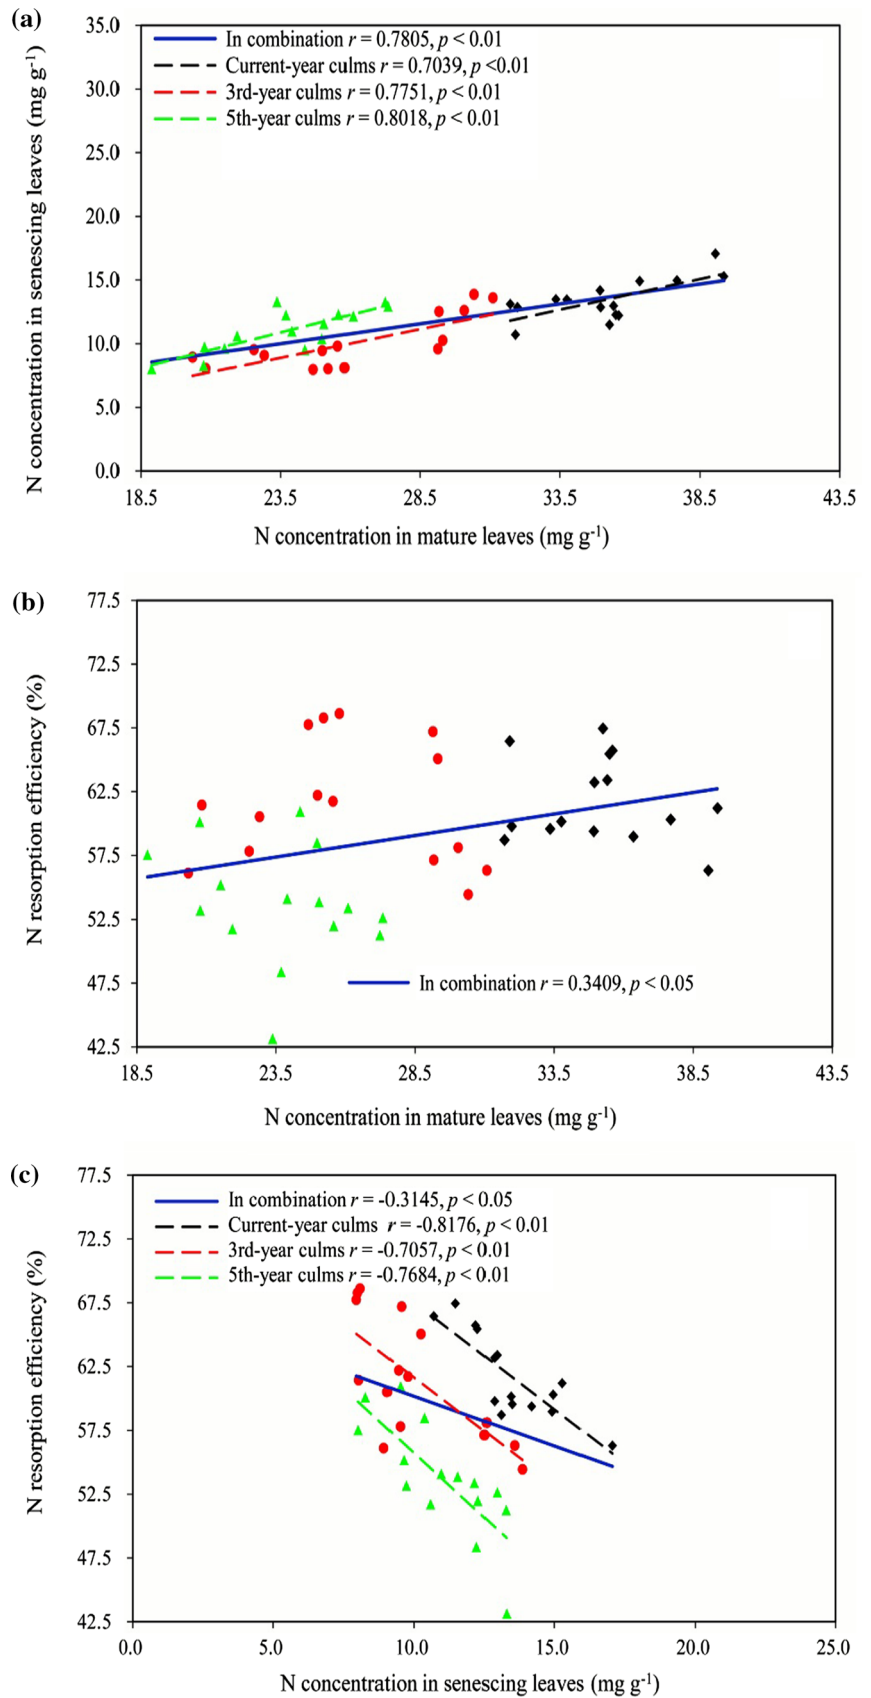 (a)
N concentration in senescing leaves (mg g-1)
35.0
30.0
25.0
20.0
15.0
10.0
5.0
0.0
In combination r = 0.7805, p < 0.01
Current-year culms r = 0.7039, p <0.01
3rd-year culms r = 0.7751, p < 0.01
5th-year culms r = 0.8018, p < 0.01
18.5 23.5 28.5 33.5 38.5 43.5
N concentration in mature leaves (mg g-1)
(b)
N resorption efficiency (%)
77.5
72.5
67.5
62.5
57.5
52.5
47.5
42.5
In combination r = 0.3409, p < 0.05
18.5 23.5 28.5 33.5 38.5 43.5
N concentration in mature leaves (mg g-1)
(c)
N resorption efficiency (%)
77.5
72.5
67.5
62.5
57.5
52.5
47.5
42.5
In combination r = -0.3145, p < 0.05
Current-year culms r = -0.8176, p < 0.01
3rd-year culms r = -0.7057, p < 0.01
5th-year culms r = -0.7684, p < 0.01
0.0 5.0 10.0 15.0 20.0 25.0
N concentration in senescing leaves (mg g-1)